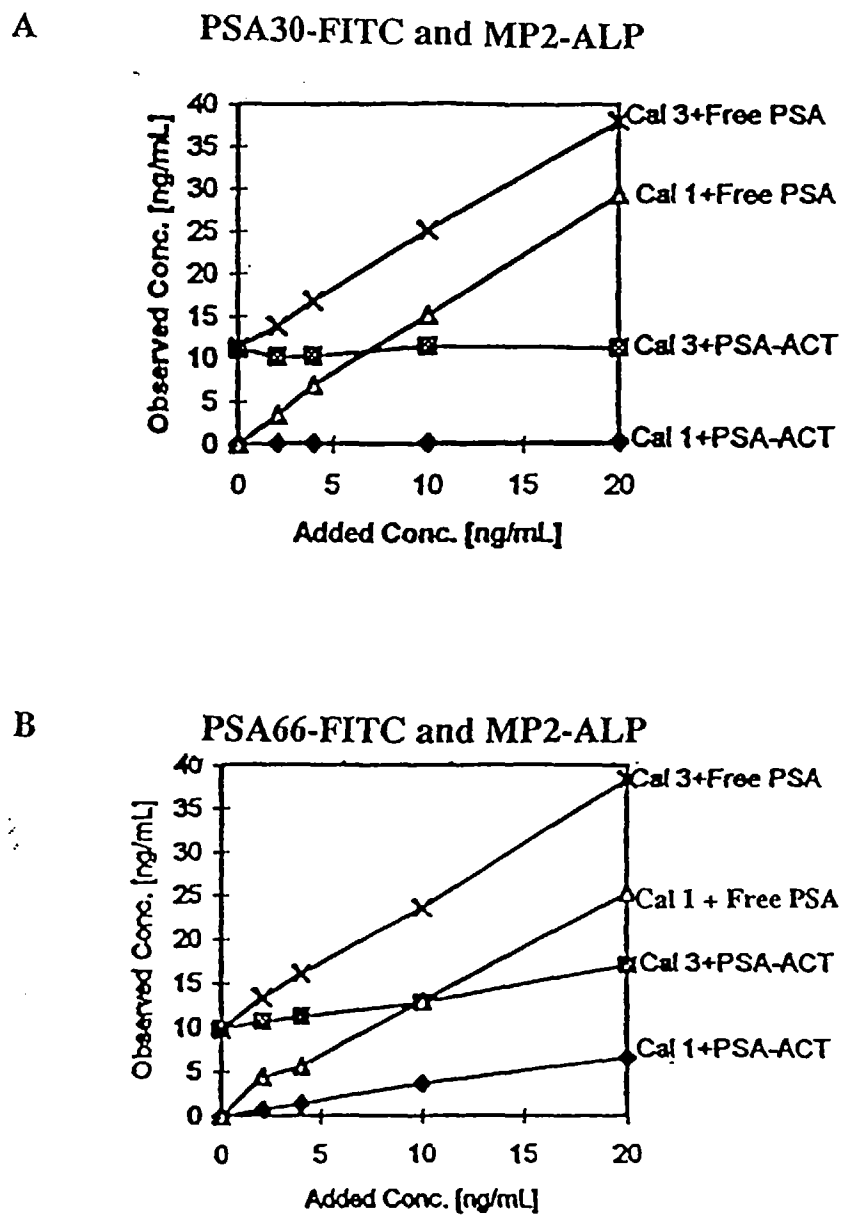 A
PSA30-FITC and MP2-ALP
Observed Conc. [ng/mL]
40
35
30
25
20
15
10
5
0
Cal 3+Free PSA
Cal 1+Free PSA
Cal 3+PSA-ACT
Cal 1+PSA-ACT
0 5 10 15 20
Added Conc. [ng/mL]
B
PSA66-FITC and MP2-ALP
Observed Conc. [ng/mL]
40
35
30
25
20
15
10
5
0
Cal 3+Free PSA
Cal 1 + Free PSA
Cal 3+PSA-ACT
Cal 1+PSA-ACT
0 5 10 15 20
Added Conc. [ng/mL]